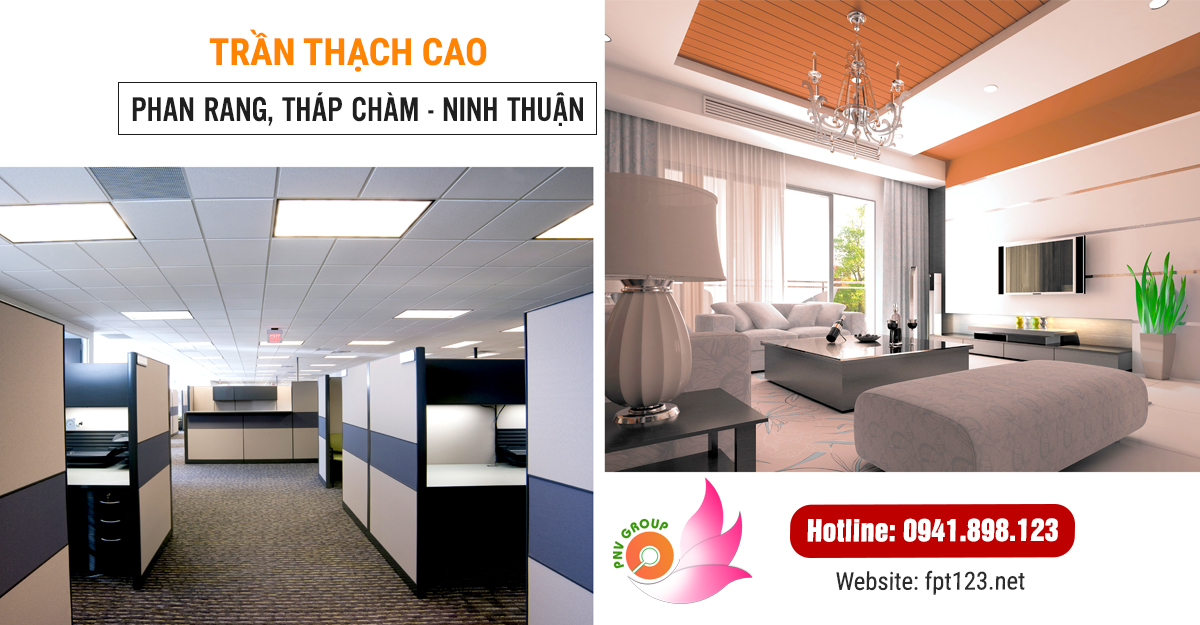 TRẦN THẠCH CAO
PHAN RANG, THÁP CHÀM - NINH THUẬN
PNV GROUP
Hotline: 0941.898.123
Website: fpt123.net